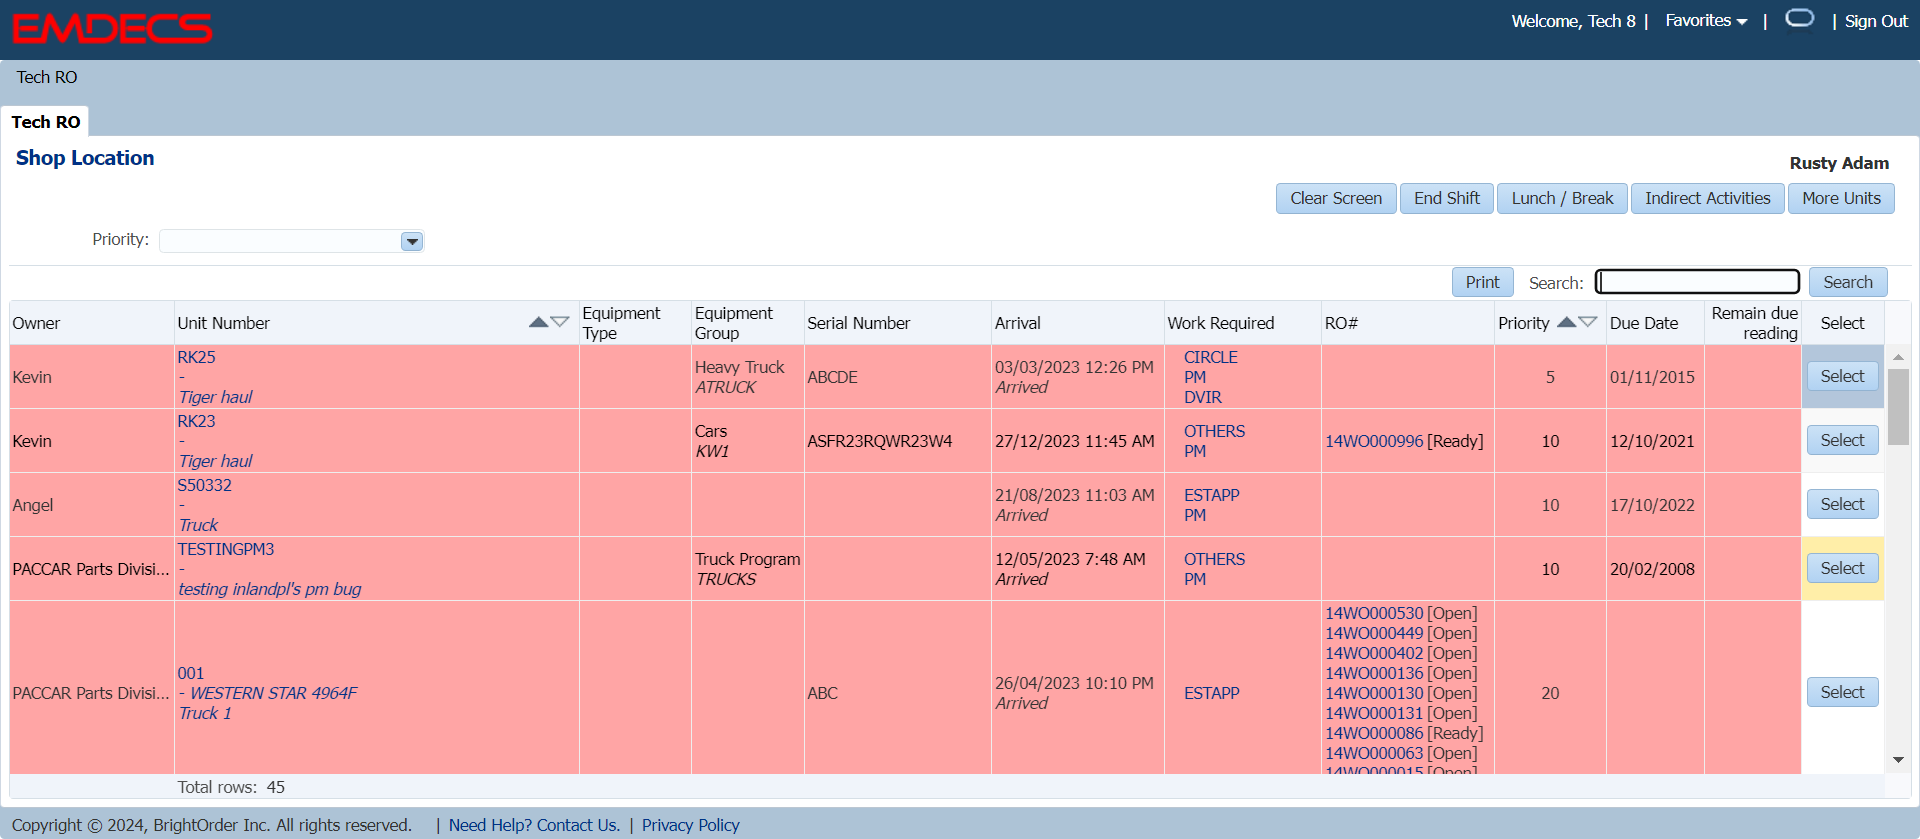 EMDECS
Welcome, Tech 8 | Favorites | | Sign Out
Tech RO
Tech RO
Shop Location
Rusty Adam
Clear Screen End Shift Lunch / Break Indirect Activities More Units
Priority:
Print Search: Search
Owner Unit Number Equipment Type Equipment Group Serial Number Arrival Work Required RO# Priority Due Date Remain due reading Select
RK25
Kevin - Heavy Truck ABCDE 03/03/2023 12:26 PM CIRCLE 5 01/11/2015 Select
Tiger haul ATRUCK Arrived PM
DVIR
RK23
Kevin - Cars ASFR23RQWR23W4 27/12/2023 11:45 AM OTHERS 14WO000996 [Ready] 10 12/10/2021 Select
Tiger haul KW1 PM
S50332
Angel - 21/08/2023 11:03 AM ESTAPP 10 17/10/2022 Select
Truck Arrived PM
TESTINGPM3
PACCAR Parts Divisi... - Truck Program 12/05/2023 7:48 AM OTHERS 10 20/02/2008 Select
testing inlandpl's pm bug TRUCKS Arrived PM
14WO000530 [Open]
14WO000449 [Open]
14WO000402 [Open]
001 14WO000136 [Open]
PACCAR Parts Divisi... - WESTERN STAR 4964F ABC 26/04/2023 10:10 PM ESTAPP 14WO000130 [Open] 20 Select
Truck 1 Arrived 14WO000131 [Open]
14WO000086 [Ready]
14WO000063 [Open]
14WO000015 [Open]
Total rows: 45
Copyright © 2024, BrightOrder Inc. All rights reserved. | Need Help? Contact Us. | Privacy Policy